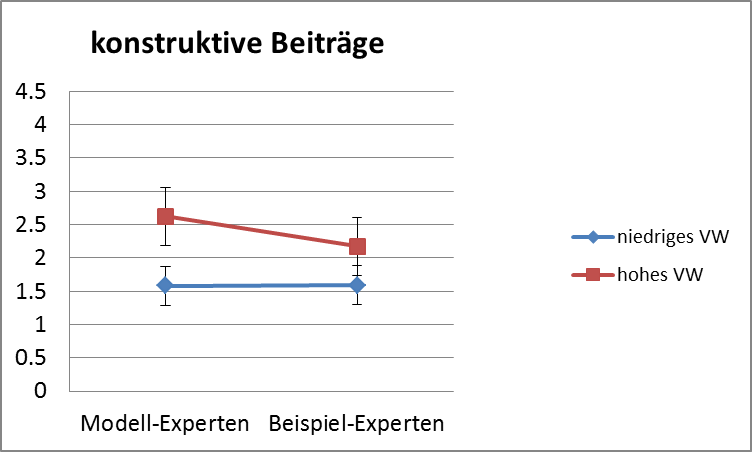 konstruktive Beiträge
4.5
4
3.5
3
2.5
2
1.5
1
0.5
0
Modell-Experten Beispiel-Experten
niedriges VW
hohes VW